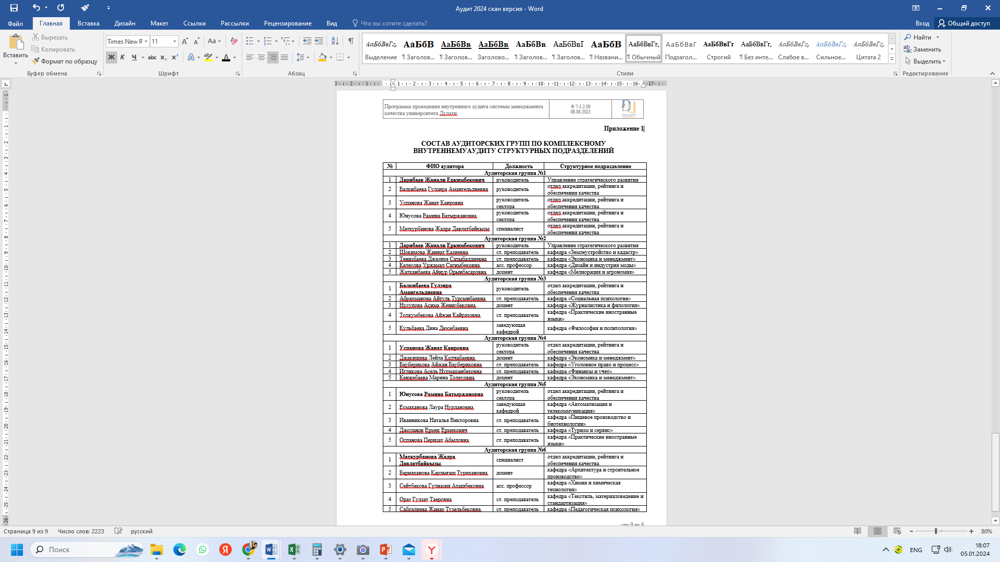 Аудит 2024 скан версия - Word
Файл Главная Вставка Дизайн Макет Ссылки Рассылки Рецензирование Вид Что вы хотите сделать? Вход Общий доступ
Вставить
Вырезать
Копировать
Формат по образцу
Буфер обмена
Times New R 11
Шрифт
Абзац
АаБбВвГг, АаБбВ АаБбВв АаБбВв. АаБбВв. АаБбВвГ АаБбВ АаБбВвГг, АаБбВвГ АаБбВвГг АаБбВвГг, АаБбВвГг, АаБбВвГг, АаБбВвГг,
Выделение ¶ Заголов... Заголово... ¶ Заголов... ¶ Заголов... ¶ Названи... ¶ Обычный Подзагол... Строгий ¶ Без инте... Слабое в... Сильное... Цитата 2
Стили
Найти
Заменить
Выделить
Редактирование
Программа проведения внутреннего аудита системы менеджмента
качества университета Дулати
Ф 7-1.2.09
08.08.2023
DULATY
Приложение 1
СОСТАВ АУДИТОРСКИХ ГРУПП ПО КОМПЛЕКСНОМУ
ВНУТРЕННЕМУАУДИТУ СТРУКТУРНЫХ ПОДРАЗДЕЛЕНИЙ
№ ФИО аудитора Должность Структурное подразделение
Аудиторская группа №1
1 Дарибаев Жанали Еркимбекович руководитель Управление стратегического развития
2 Балкибаева Гулзира Амангельдиевна руководитель отдел аккредитации, рейтинга и
обеспечения качества
3 Успанова Жанат Каировна руководитель
сектора отдел аккредитации, рейтинга и
обеспечения качества
4 Юнусова Рамина Батыржановна руководитель
сектора отдел аккредитации, рейтинга и
обеспечения качества
5 Маткурбанова Жадра Давлатбайкызы специалист отдел аккредитации, рейтинга и
обеспечения качества
Аудиторская группа №2
1 Дарибаев Жанали Еркимбекович руководитель Управление стратегического развития
2 Шокимова Жаннат Казиевна ст. преподаватель кафедра «Землеустройство и кадастр»
3 Тенизбаева Джазира Сатыбалдиевна ст. преподаватель кафедра «Экономика и менеджмент»
4 Келесова Уржамал Сагимбековна асс. профессор кафедра «Дизайн и индустрия моды»
5 Жатканбаева Айнур Орынбасаровна доцент кафедра «Мелиорация и агрономия»
Аудиторская группа №3
1 Балкибаева Гулзира
Амангельдиевна руководитель отдел аккредитации, рейтинга и
обеспечения качества
2 Абрахманова Айгуль Турсынбаевна ст. преподаватель кафедра «Социальная психология»
3 Нусупова Асима Женисбековна доцент кафедра «Журналистика и филология»
4 Толкумбекова Айжан Кайратовна ст. преподаватель кафедра «Практические иностранные
языки»
5 Кульбаева Дина Дюсебаевна заведующая
кафедрой кафедра «Философия и политология»
Аудиторская группа №4
1 Успанова Жанат Каировна руководитель
сектора отдел аккредитации, рейтинга и
обеспечения качества
2 Джакишева Лейла Колчабаевна доцент кафедра «Экономика и менеджмент»
3 Бауберикова Айжан Баубериковна ст. преподаватель кафедра «Уголовное право и процесс»
4 Игликова Асель Нурмаханбетовна ст. преподаватель кафедра «Финансы и учет»
5 Кенжебаева Марина Толеуовна доцент кафедра «Экономика и менеджмент»
Аудиторская группа №5
1 Юнусова Рамина Батыржановна руководитель
сектора отдел аккредитации, рейтинга и
обеспечения качества
2 Есмаханова Лаура Нурлановна заведующая
кафедрой кафедра «Автоматизация и
телекоммуникация»
3 Иванникова Наталья Викторовна ст. преподаватель кафедра «Пищевое производство и
биотехнологии»
4 Джоланов Ермек Ермекович ст. преподаватель кафедра «Туризм и сервис»
5 Оспанова Перизат Абыловна ст. преподаватель кафедра «Практические иностранные
языки»
Аудиторская группа №6
1 Маткурбанова Жадра
Давлатбайкызы специалист отдел аккредитации, рейтинга и
обеспечения качества
2 Барнаханова Карлығаш Турехановна доцент кафедра «Архитектура и строительное
производство»
3 Сейтбекова Гулназия Аташбековна асс. профессор кафедра «Химия и химическая
технология»
4 Ораз Гулзат Таеровна ст. преподаватель кафедра «Текстиль, материаловедение и
стандартизация»
5 Сабралиева Жанар Тузельбековна ст. преподаватель кафедра «Педагогическая психология»
стр 9 из 9
Страница 9 из 9 Число слов: 2223 русский 80%
Поиск
ENG
18:07
05.01.2024